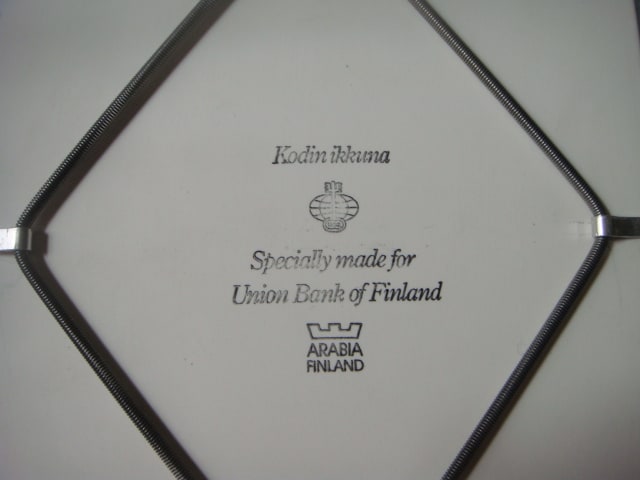 Kodin ikkuna
Specially made for
Union Bank of Finland
ARABIA
FINLAND